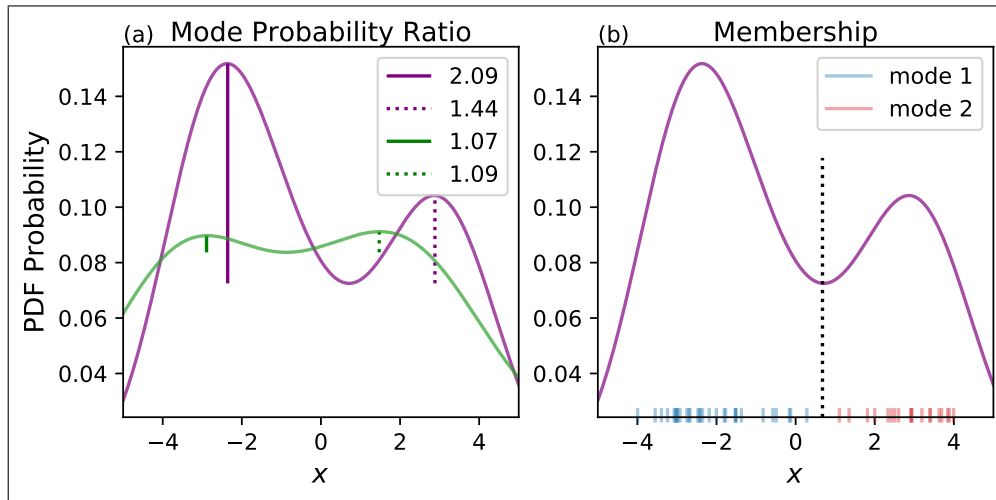 (a) Mode Probability Ratio
2.09
1.44
1.07
1.09
PDF Probability
0.14
0.12
0.10
0.08
0.06
0.04
−4 −2 0 2 4
x
(b) Membership
mode 1
mode 2
0.14
0.12
0.10
0.08
0.06
0.04
−4 −2 0 2 4
x